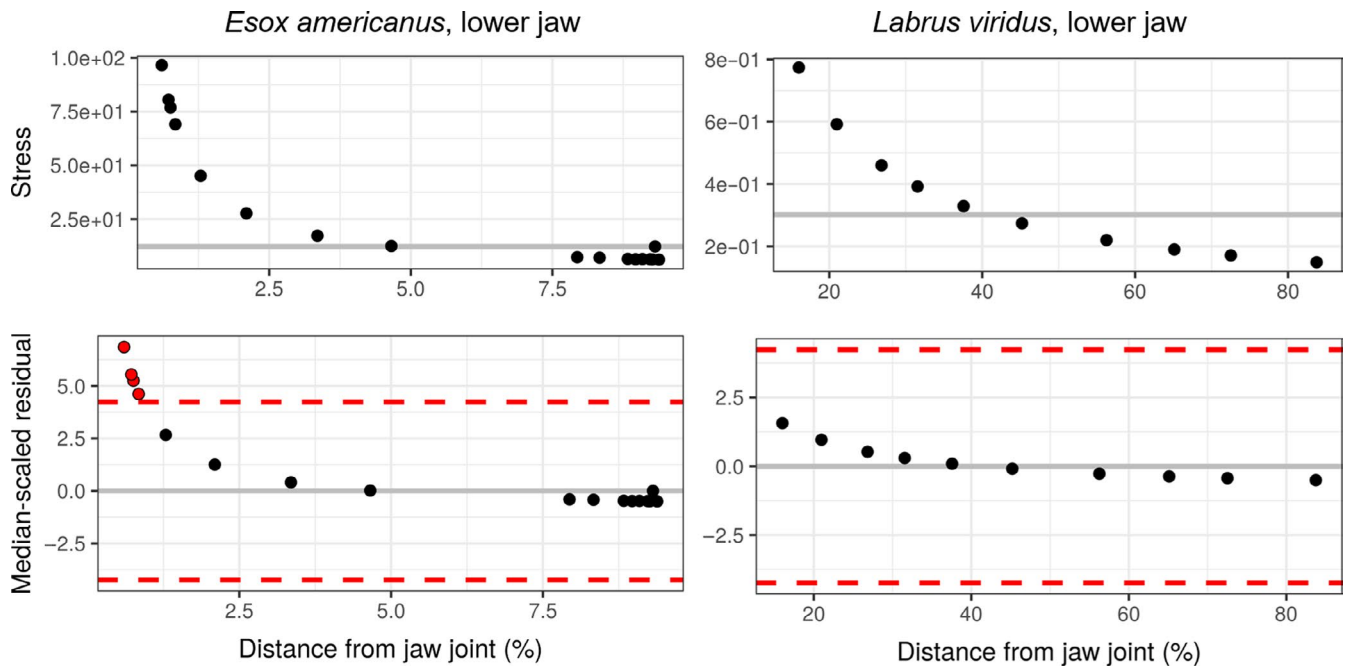 Esox americanus, lower jaw
Labrus viridus, lower jaw
Stress
1.0e+02
7.5e+01
5.0e+01
2.5e+01
2.5
5.0
7.5
8e−01
6e−01
4e−01
2e−01
20
40
60
80
Median-scaled residual
5.0
2.5
0.0
−2.5
2.5
5.0
7.5
Distance from jaw joint (%)
2.5
0.0
−2.5
20
40
60
80
Distance from jaw joint (%)